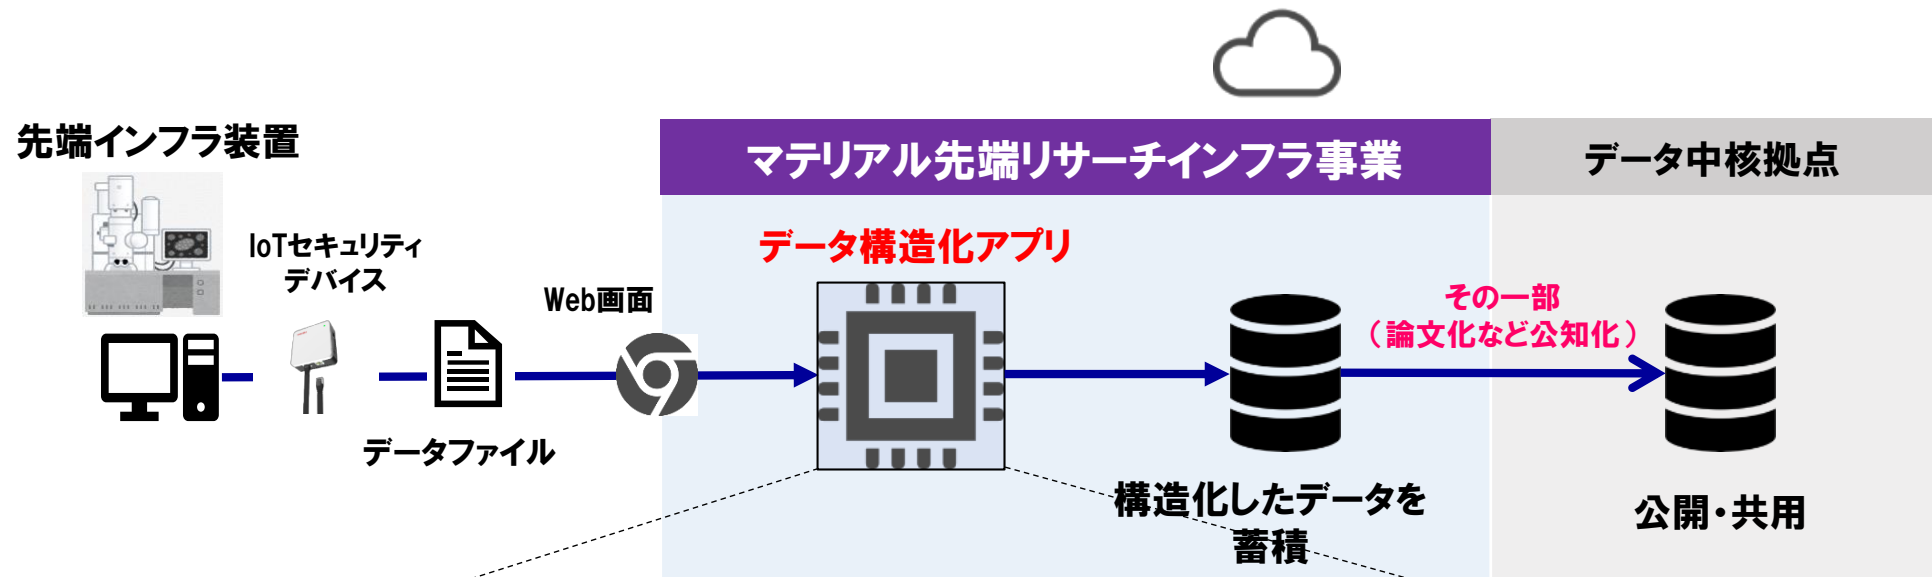 先端インフラ装置
マテリアル先端リサーチインフラ事業
データ中核拠点
IoTセキュリティ
デバイス
Web画面
データ構造化アプリ
その一部
（論文化など公知化）
データファイル
構造化したデータを
蓄積
公開・共用